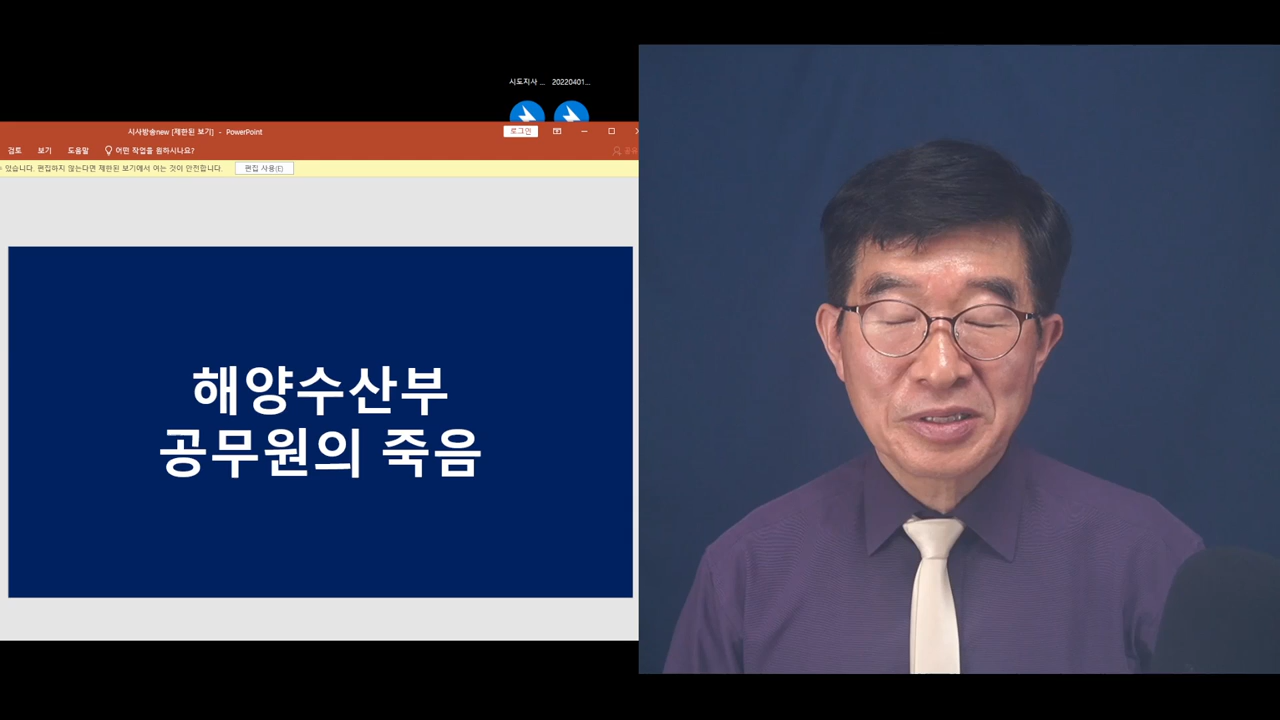 시도지사 ... 20220401...
시사방송new [제한된 보기] - PowerPoint
로그인
검토 보기 도움말 어떤 작업을 원하시나요?
공유
있습니다. 편집하지 않는다면 제한된 보기에서 여는 것이 안전합니다. 편집 사용(E)
해양수산부
공무원의 죽음